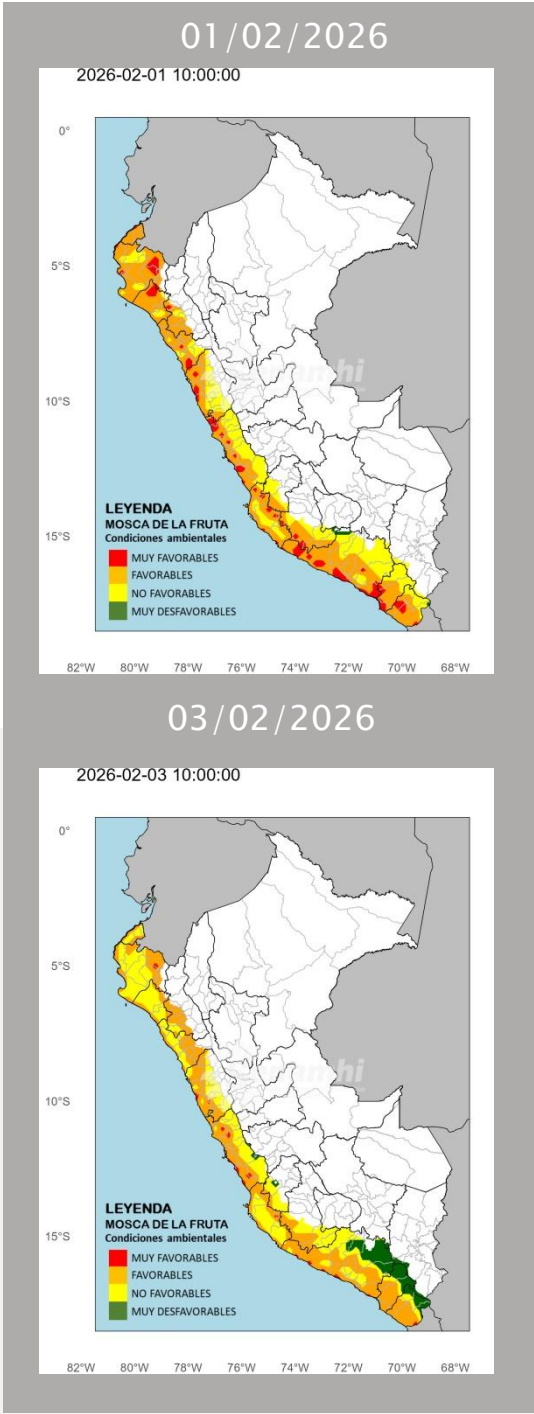 01/02/2026
2026-02-01 10:00:00
0°
5°S
10°S
15°S
LEYENDA
MOSCA DE LA FRUTA
Condiciones ambientales
MUY FAVORABLES
FAVORABLES
NO FAVORABLES
MUY DESFAVORABLES
82°W 80°W 78°W 76°W 74°W 72°W 70°W 68°W
03/02/2026
2026-02-03 10:00:00
0°
5°S
10°S
15°S
LEYENDA
MOSCA DE LA FRUTA
Condiciones ambientales
MUY FAVORABLES
FAVORABLES
NO FAVORABLES
MUY DESFAVORABLES
82°W 80°W 78°W 76°W 74°W 72°W 70°W 68°W